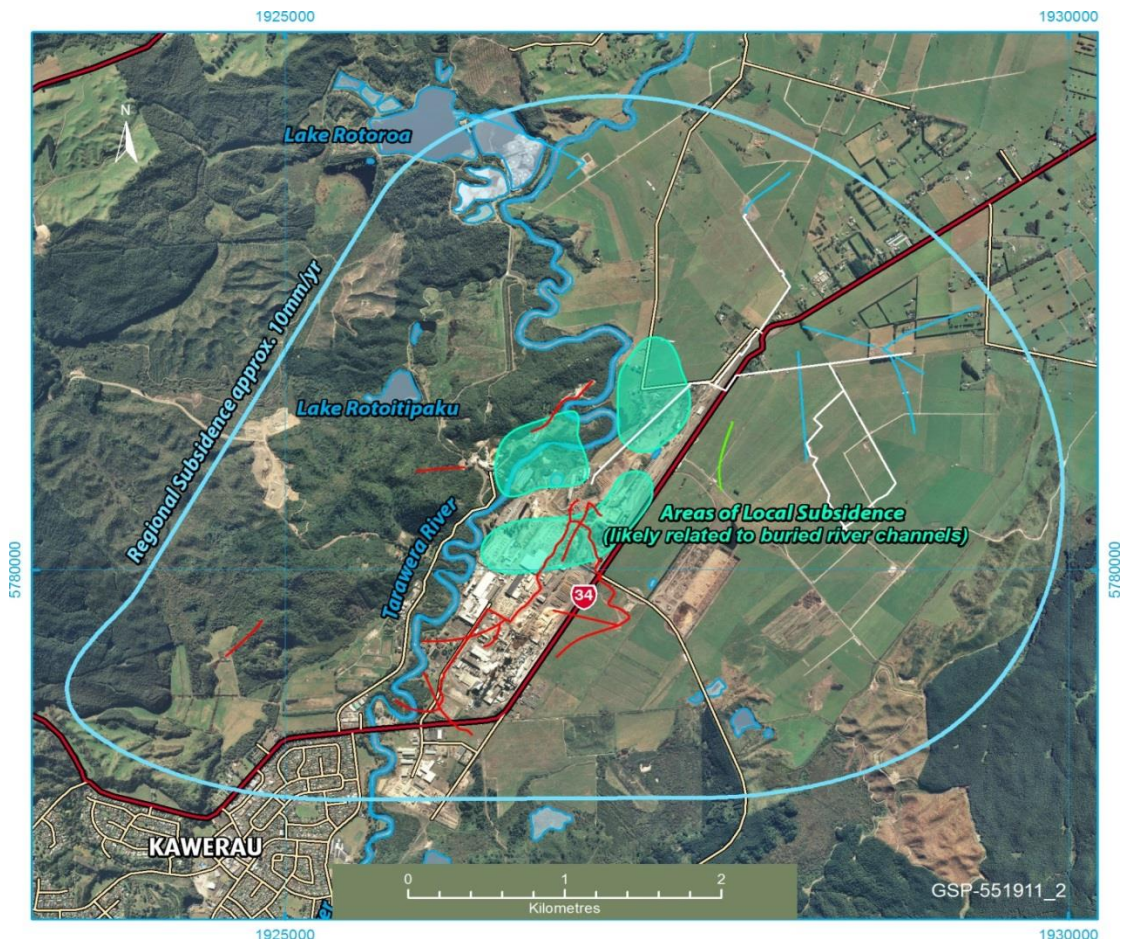 1925000
1930000
N
Lake Rotoroa
Regional Subsidence approx. 10mm/yr
Lake Rotoitipaku
Tarawera River
Areas of Local Subsidence
(likely related to buried river channels)
5780000
5780000
34
KAWERAU
0 1 2
Kilometres
GSP-551911_2
1925000
1930000